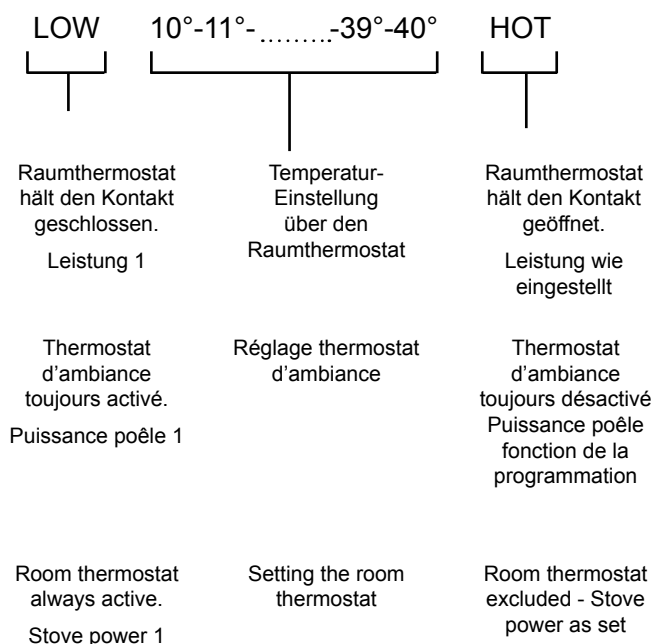 LOW 10°-11°- .........-39°-40° HOT
Raumthermostat
hält den Kontakt
geschlossen.
Leistung 1
Temperatur-
Einstellung
über den
Raumthermostat
Raumthermostat
hält den Kontakt
geöffnet.
Leistung wie
eingestellt
Thermostat
d’ambiance
toujours activé.
Puissance poêle 1
Réglage thermostat
d’ambiance
Thermostat
d’ambiance
toujours désactivé
Puissance poêle
fonction de la
programmation
Room thermostat
always active.
Stove power 1
Setting the room
thermostat
Room thermostat
excluded - Stove
power as set